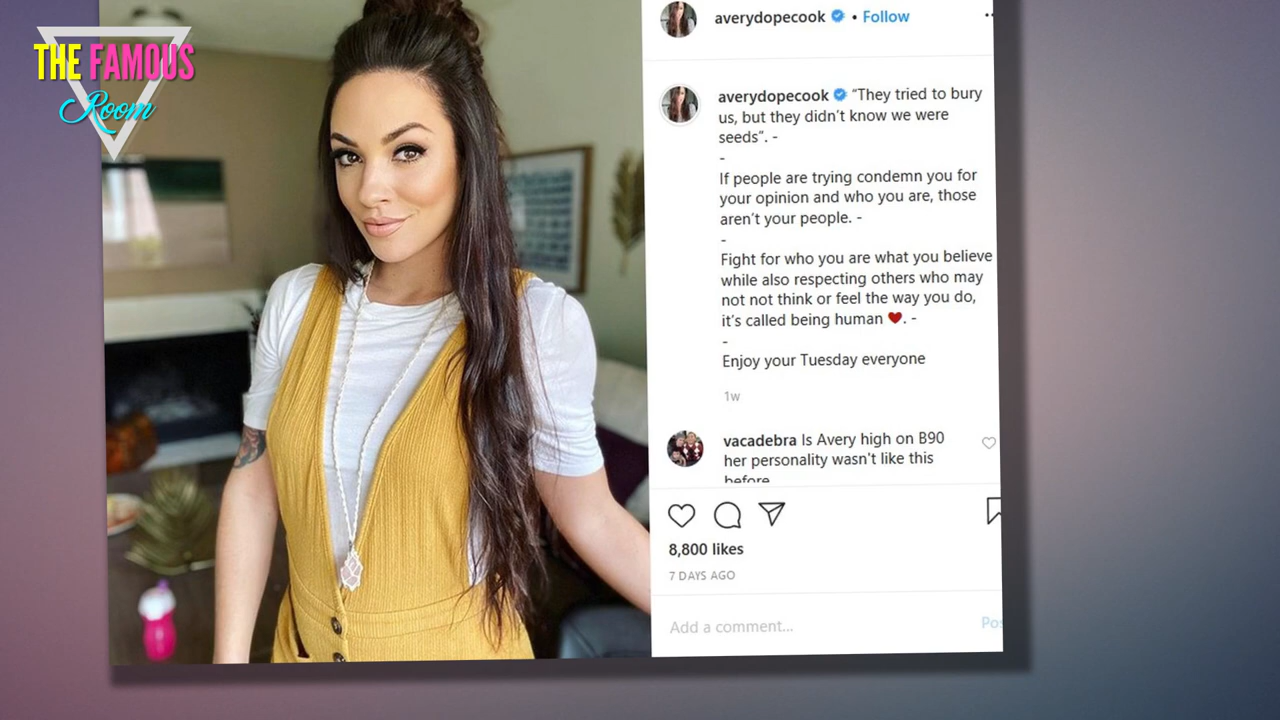 THE FAMOUS
Room
averydopecook • Follow
averydopecook "They tried to bury
us, but they didn't know we were
seeds". -
-
If people are trying condemn you for
your opinion and who you are, those
aren't your people. -
-
Fight for who you are what you believe
while also respecting others who may
not not think or feel the way you do,
it's called being human ❤. -
-
Enjoy your Tuesday everyone
1w
vacadebra Is Avery high on B90
her personality wasn't like this
before
8,800 likes
7 DAYS AGO
Add a comment...
Pos